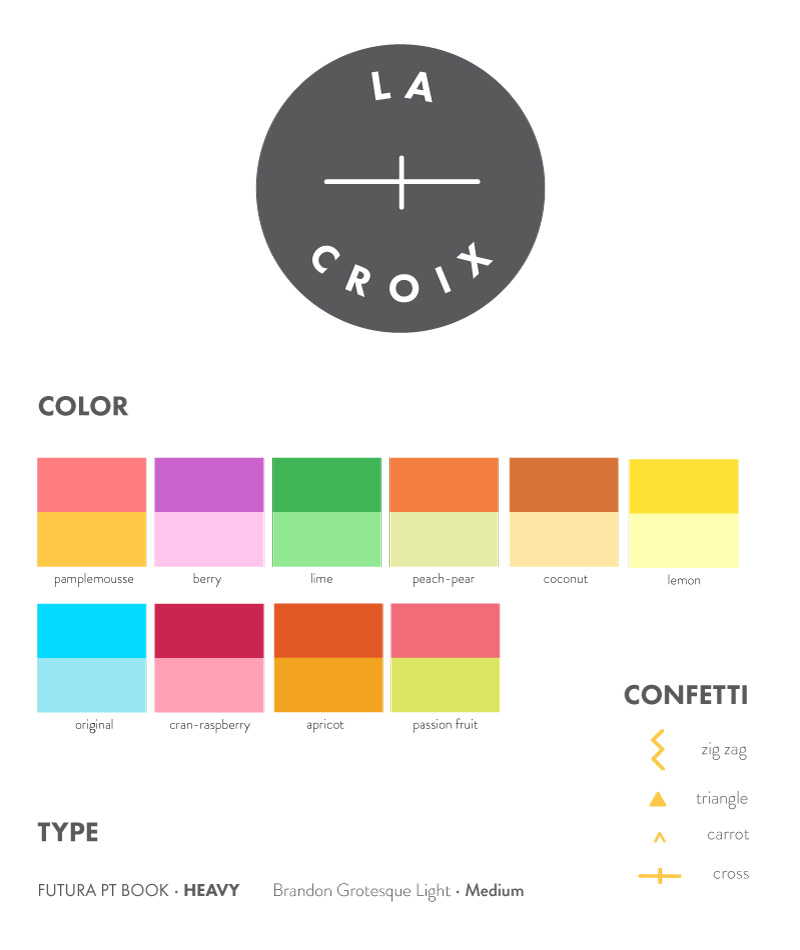 LA
CROIX
COLOR
pamplemousse berry lime peach-pear coconut lemon
original cran-raspberry apricot passion fruit
CONFETTI
zig zag
triangle
carrot
cross
TYPE
FUTURA PT BOOK · HEAVY Brandon Grotesque Light · Medium